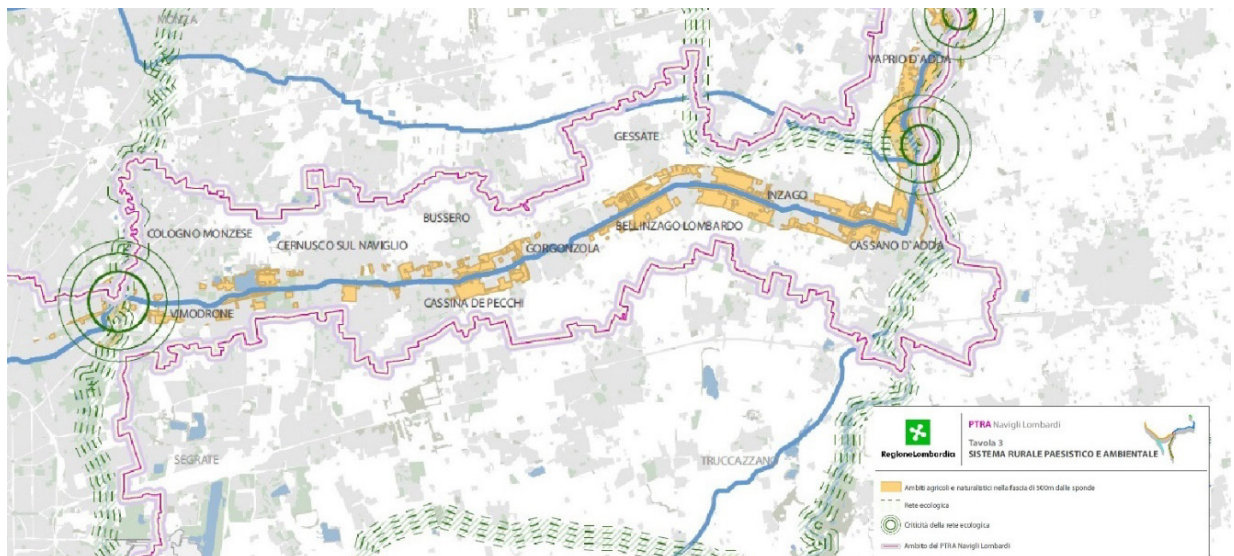 MONZA
VAPRIO D'ADDA
GESSATE
INZAGO
BUSSERO
BELLINZAGO LOMBARDO
COLOGNO MONZESE
CERNUSCO SUL NAVIGLIO
GORGONZOLA
CASSANO D'ADDA
CASSINA DE PECCHI
VIMODRONE
SEGRATE
TRUCCAZZANO
RegioneLombardia
PTRA Navigli Lombardi
Tavola 3
SISTEMA RURALE PAESISTICO E AMBIENTALE
Ambiti agricoli e naturalistici nella fascia di 500m dalle sponde
Rete ecologica
Criticità della rete ecologica
Ambito del PTRA Navigli Lombardi